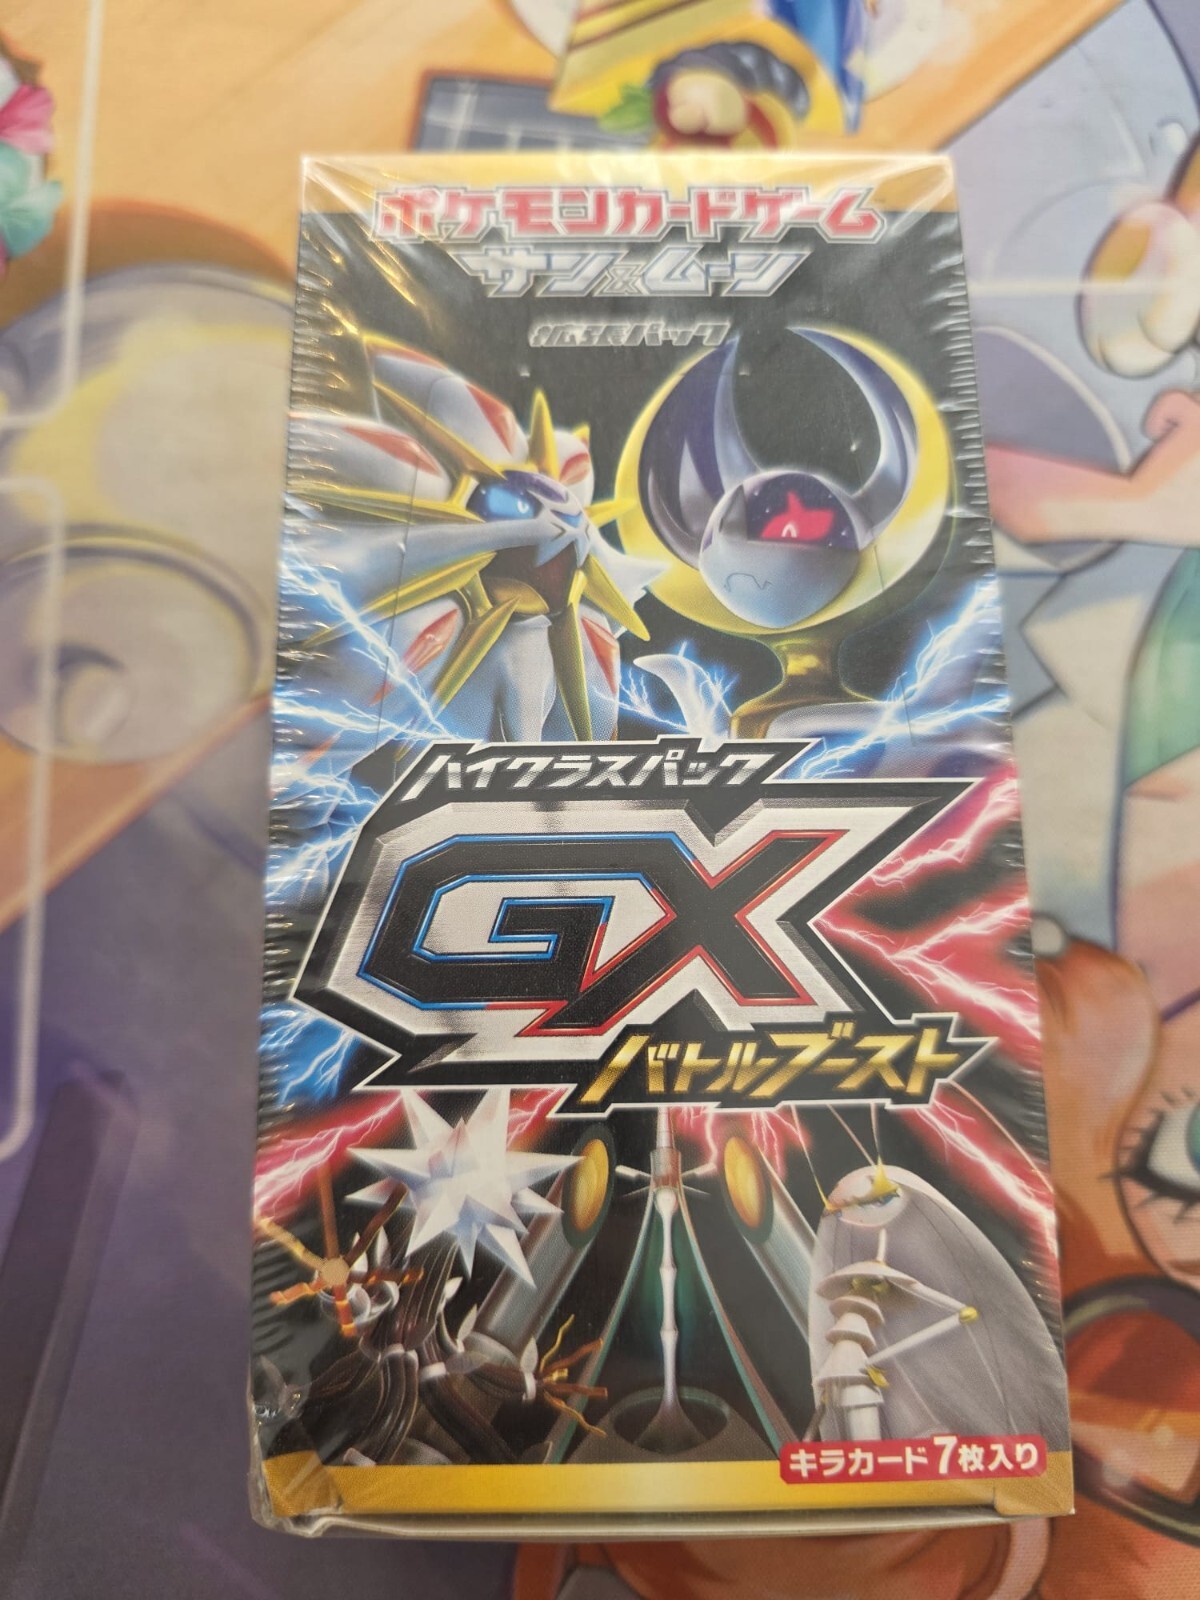 ポケモンカードゲーム
サン&ムーン
拡張パック
ハイクラスパック
GX
バトルブースト
キラカード7枚入り